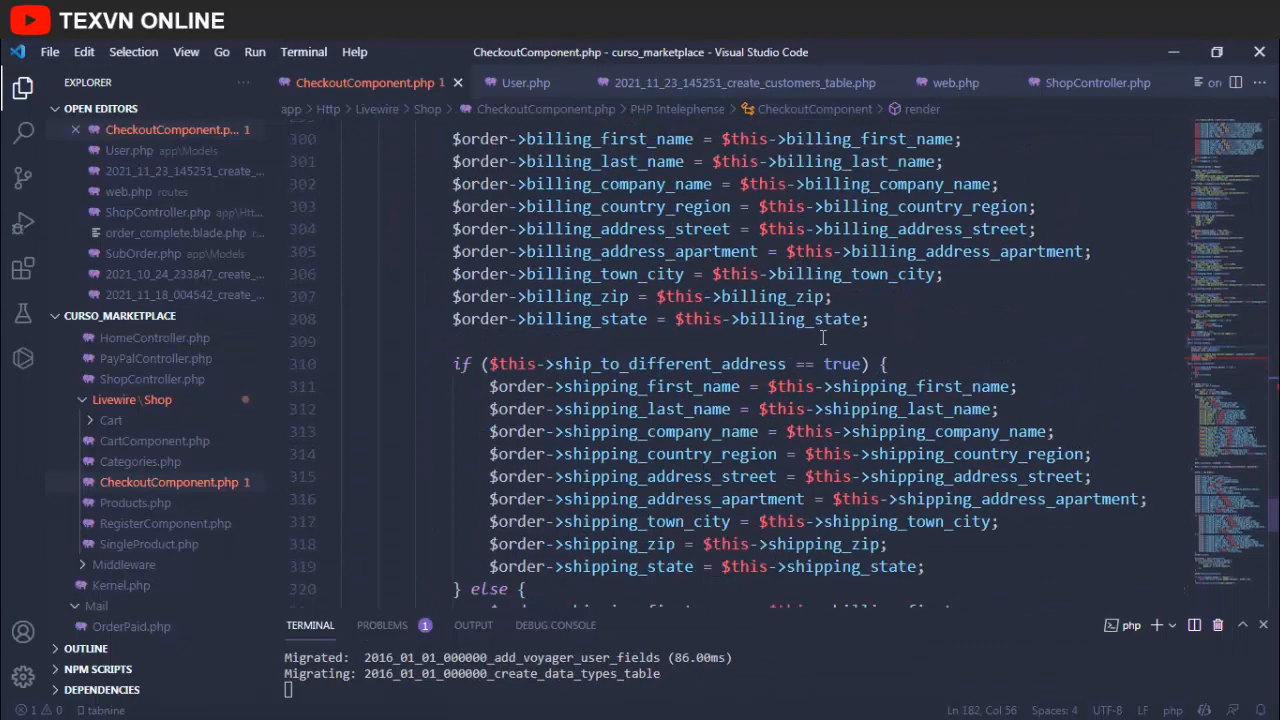 TEXVN ONLINE
File Edit Selection View Go Run Terminal Help
CheckoutComponent.php - curso_marketplace - Visual Studio Code
EXPLORER
OPEN EDITORS
CheckoutComponent.p... 1
User.php app\Models
2021_11_23_145251_create_...
web.php routes
ShopController.php app\Htt...
order_complete.blade.php r...
SubOrder.php app\Models
2021_10_24_233847_create_...
2021_11_18_004542_create_...
CURSO_MARKETPLACE
HomeController.php
PayPalController.php
ShopController.php
Livewire \ Shop
Cart
CartComponent.php
Categories.php
CheckoutComponent.php 1
Products.php
RegisterComponent.php
SingleProduct.php
Middleware
Kernel.php
Mail
OrderPaid.php
OUTLINE
NPM SCRIPTS
DEPENDENCIES
CheckoutComponent.php 1 User.php 2021_11_23_145251_create_customers_table.php web.php ShopController.php or
app > Http > Livewire > Shop > CheckoutComponent.php > PHP Intelephense > CheckoutComponent > render
300 $order->billing_first_name = $this->billing_first_name;
301 $order->billing_last_name = $this->billing_last_name;
302 $order->billing_company_name = $this->billing_company_name;
303 $order->billing_country_region = $this->billing_country_region;
304 $order->billing_address_street = $this->billing_address_street;
305 $order->billing_address_apartment = $this->billing_address_apartment;
306 $order->billing_town_city = $this->billing_town_city;
307 $order->billing_zip = $this->billing_zip;
308 $order->billing_state = $this->billing_state;
309
310 if ($this->ship_to_different_address == true) {
311 $order->shipping_first_name = $this->shipping_first_name;
312 $order->shipping_last_name = $this->shipping_last_name;
313 $order->shipping_company_name = $this->shipping_company_name;
314 $order->shipping_country_region = $this->shipping_country_region;
315 $order->shipping_address_street = $this->shipping_address_street;
316 $order->shipping_address_apartment = $this->shipping_address_apartment;
317 $order->shipping_town_city = $this->shipping_town_city;
318 $order->shipping_zip = $this->shipping_zip;
319 $order->shipping_state = $this->shipping_state;
320 } else {
TERMINAL PROBLEMS 1 OUTPUT DEBUG CONSOLE php
Migrated: 2016_01_01_000000_add_voyager_user_fields (86.00ms)
Migrating: 2016_01_01_000000_create_data_types_table
1 0 tabnine Ln 182, Col 56 Spaces: 4 UTF-8 LF php